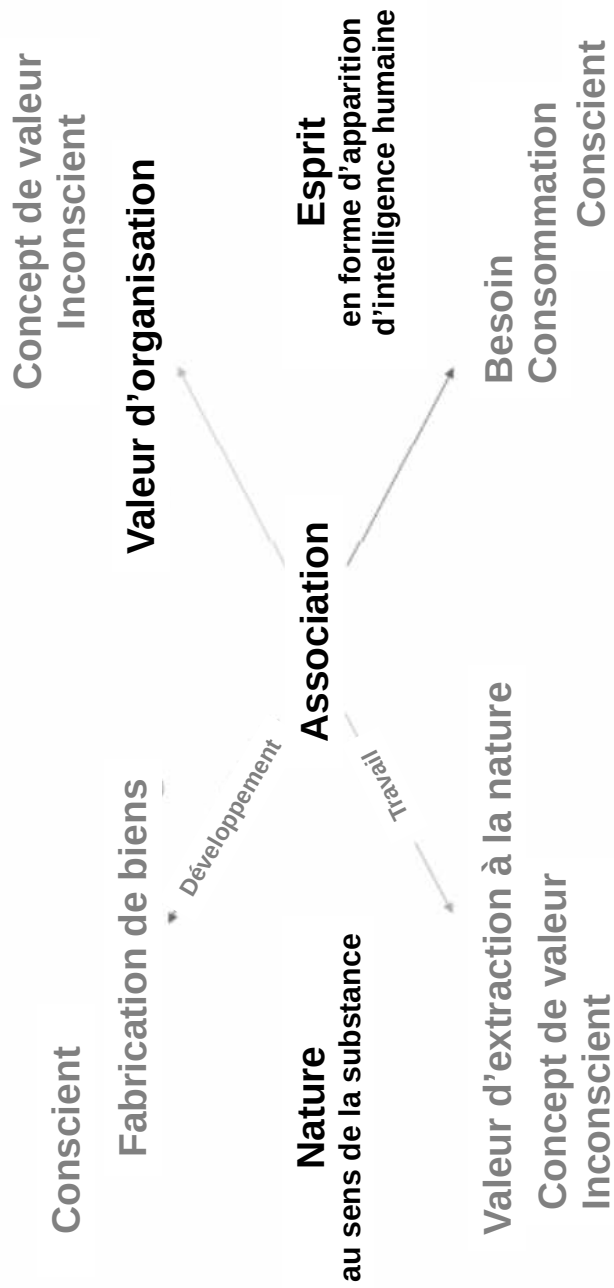 Conscient
Fabrication de biens
Concept de valeur
Inconscient
Valeur d’organisation
Développement
Nature
au sens de la substance
Association
Esprit
en forme d’apparition
d’intelligence humaine
Travail
Valeur d’extraction à la nature
Concept de valeur
Inconscient
Besoin
Consommation
Conscient